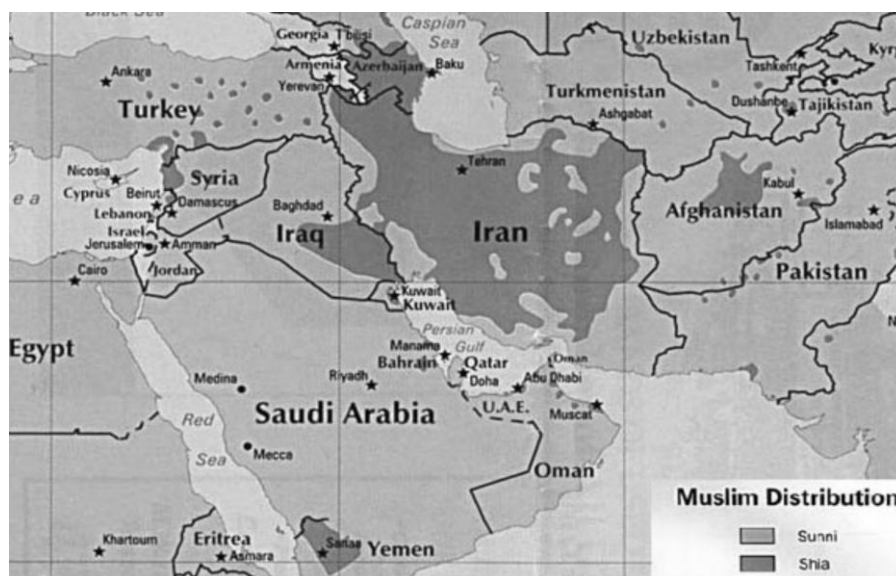 Black Sea
Caspian
Sea
Georgia
Tbilisi
Uzbekistan
Tashkent
Kyrg
Armenia
Azerbaijan
Baku
Yerevan
Ankara
Turkey
Turkmenistan
Ashgabat
Dushanbe
Tajikistan
Tehran
Nicosia
Cyprus
Syria
Beirut
Damascus
Lebanon
Israel
Jerusalem
Amman
Jordan
Baghdad
Iraq
Iran
Kabul
Afghanistan
Islamabad
Pakistan
Cairo
Kuwait
Kuwait
Egypt
Persian
Gulf
Manama
Bahrain
Qatar
Doha
Oman
Abu Dhabi
U.A.E.
Muscat
Medina
Riyadh
Saudi Arabia
Red
Sea
Mecca
Oman
Muslim Distribution
Sunni
Shia
Khartoum
Eritrea
Asmara
Sanaa
Yemen